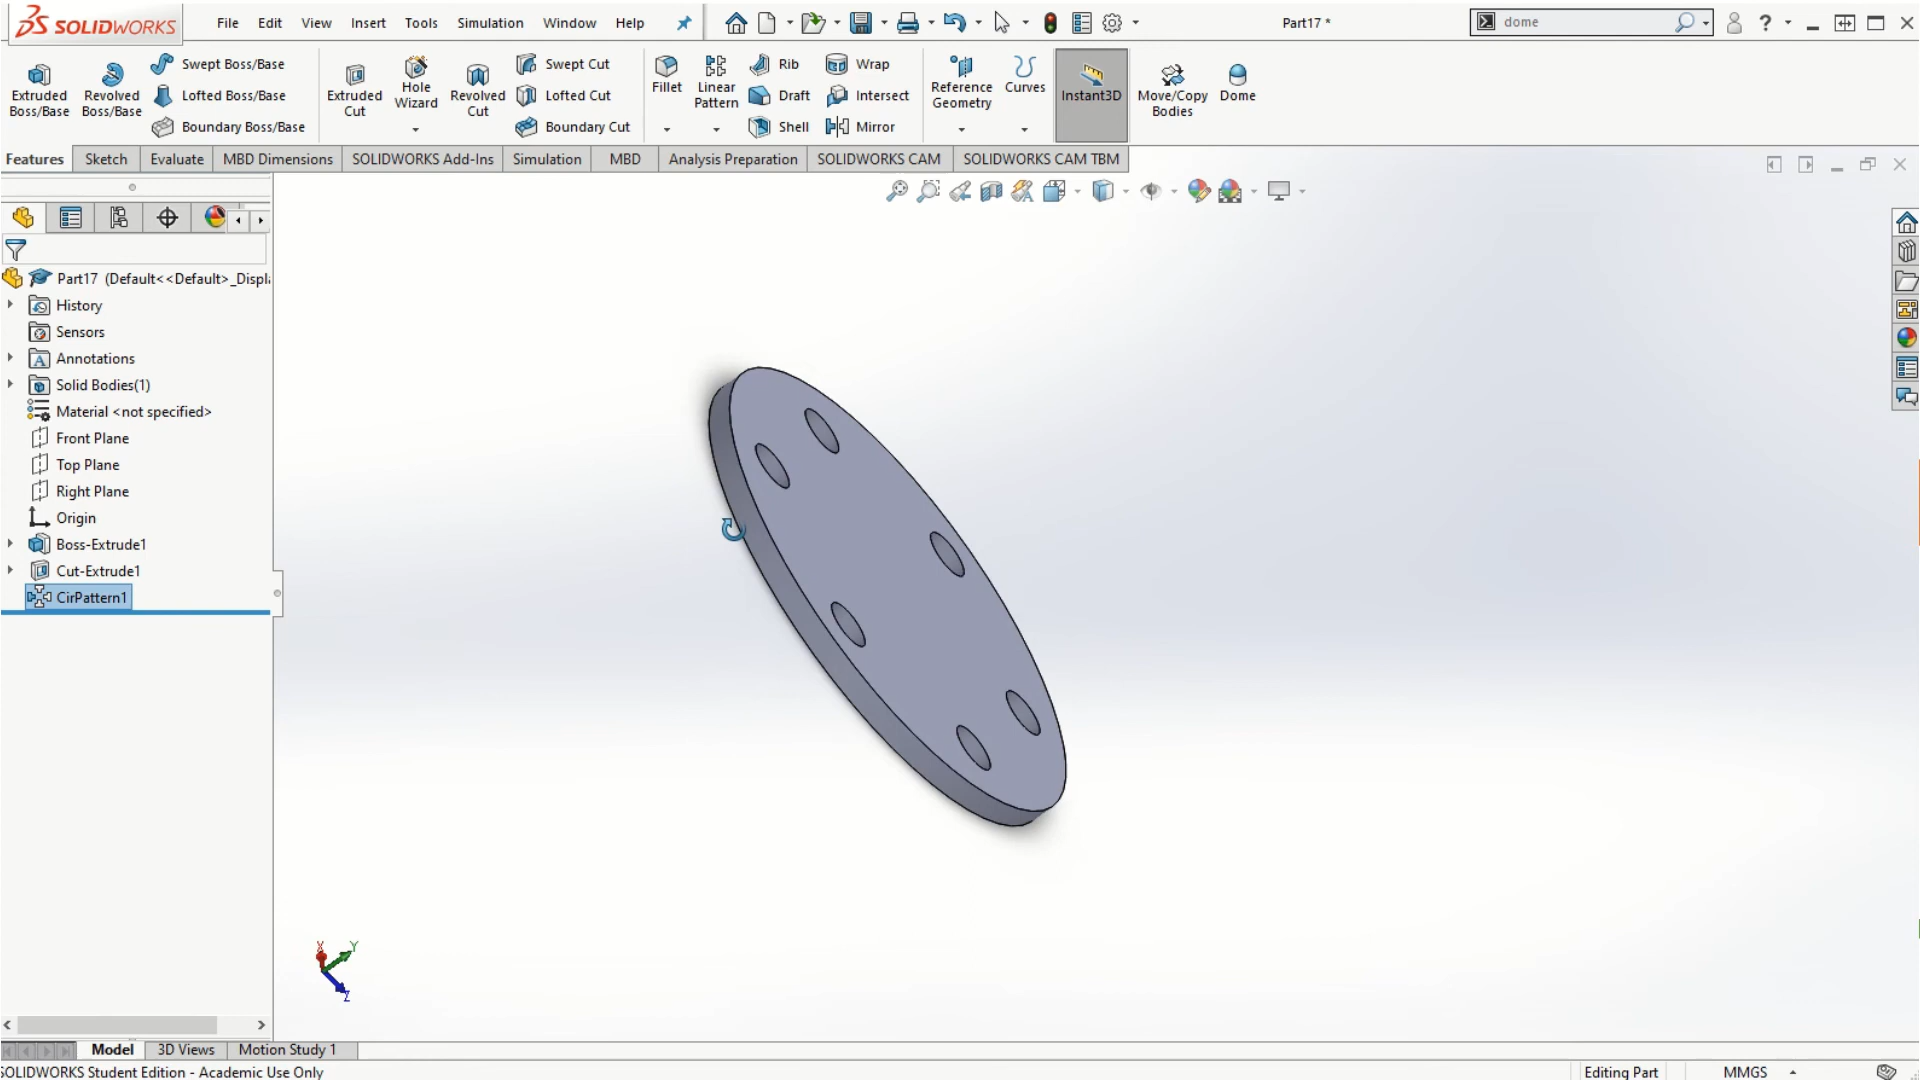 SOLIDWORKS File Edit View Insert Tools Simulation Window Help Part17 * dome ?
Extruded Boss/Base
Revolved Boss/Base
Swept Boss/Base
Lofted Boss/Base
Boundary Boss/Base
Extruded Cut
Hole Wizard
Revolved Cut
Swept Cut
Lofted Cut
Boundary Cut
Fillet
Linear Pattern
Rib
Draft
Shell
Wrap
Intersect
Mirror
Reference Geometry
Curves
Instant3D
Move/Copy Bodies
Dome
Features Sketch Evaluate MBD Dimensions SOLIDWORKS Add-Ins Simulation MBD Analysis Preparation SOLIDWORKS CAM SOLIDWORKS CAM TBM
Part17 (Default<<Default>_Displ
History
Sensors
Annotations
Solid Bodies(1)
Material <not specified>
Front Plane
Top Plane
Right Plane
Origin
Boss-Extrude1
Cut-Extrude1
CirPattern1
X Y
Z
Model 3D Views Motion Study 1
SOLIDWORKS Student Edition - Academic Use Only Editing Part MMGS